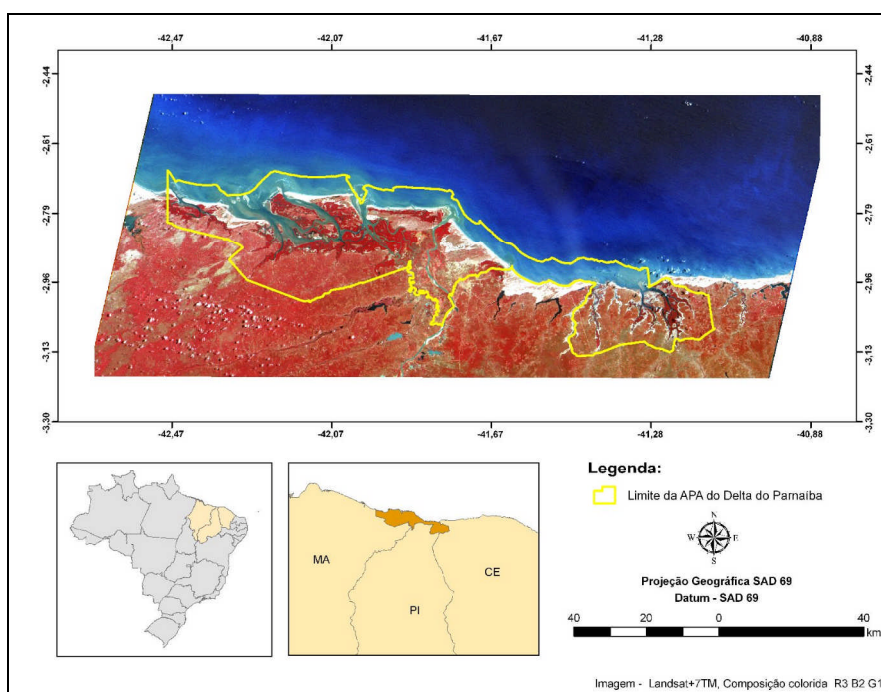 -42,47 -42,07 -41,67 -41,28 -40,88
-2,44 -2,44
-2,61 -2,61
-2,79 -2,79
-2,96 -2,96
-3,13 -3,13
-3,30 -3,30
-42,47 -42,07 -41,67 -41,28 -40,88
MA
PI
CE
Legenda:
Limite da APA do Delta do Parnaíba
N
W E
S
Projeção Geográfica SAD 69
Datum - SAD 69
40 20 0 40
km
Imagem - Landsat+7TM, Composição colorida R3 B2 G1